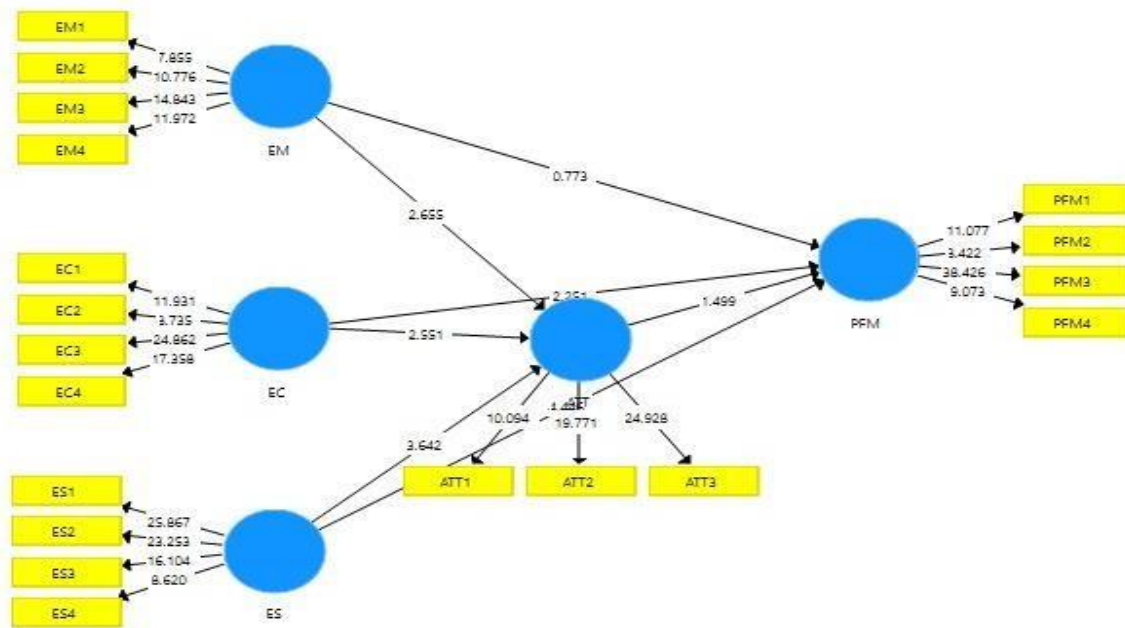 EM1
EM2
EM3
EM4
7.855
10.776
14.843
11.972
EM
0.773
2.655
PFM1
PFM2
PFM3
PFM4
11.077
3.422
38.426
9.073
PFM
EC1
EC2
EC3
EC4
11.931
3.735
24.862
17.358
EC
2.251
2.551
1.499
ATT
10.094
19.771
24.928
3.642
ATT1
ATT2
ATT3
ES1
ES2
ES3
ES4
25.867
23.253
16.104
8.620
ES